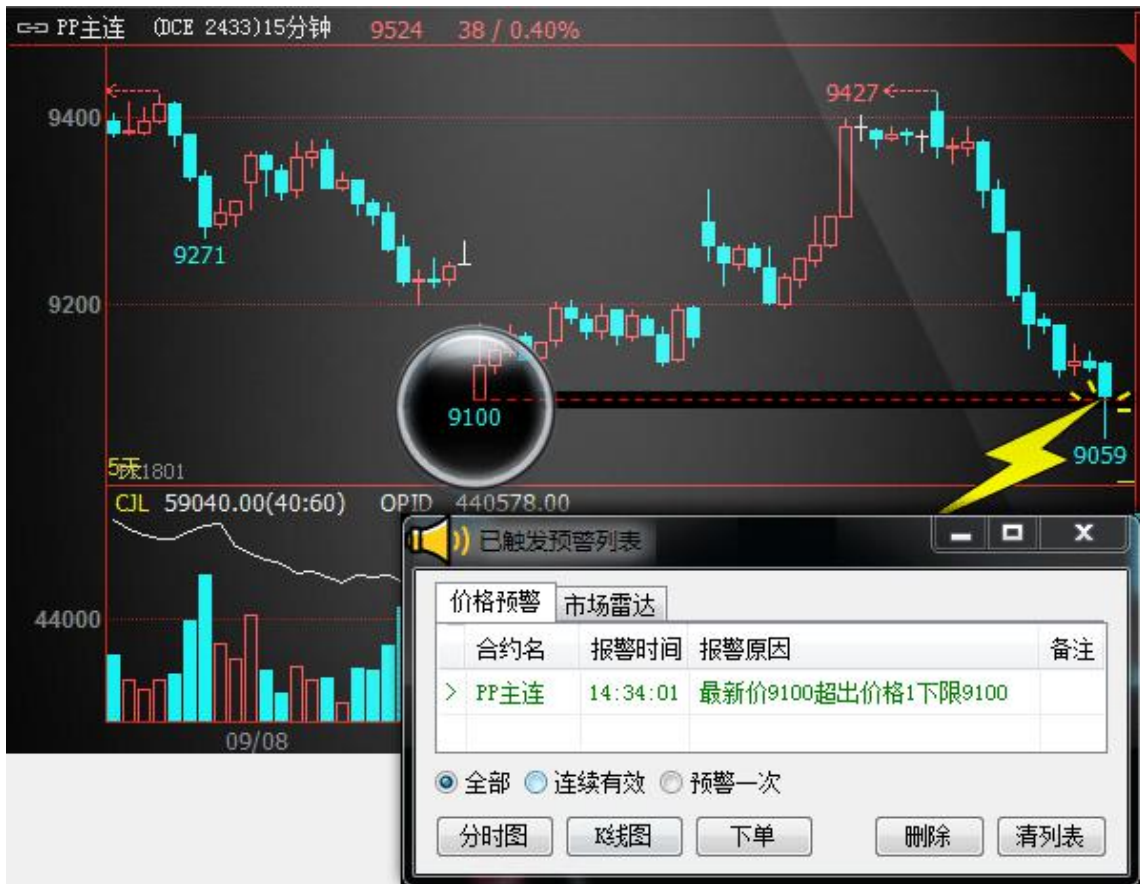 PP主连 (DCE 2433)15分钟 9524 38 / 0.40%
9427
9400
9271
9200
9100
9059
5天
1801
CJL 59040.00(40:60) OPID 440578.00
已触发预警列表
价格预警 市场雷达
44000
合约名 报警时间 报警原因 备注
> PP主连 14:34:01 最新价9100超出价格1下限9100
09/08
全部 连续有效 预警一次
分时图 K线图 下单 删除 清列表